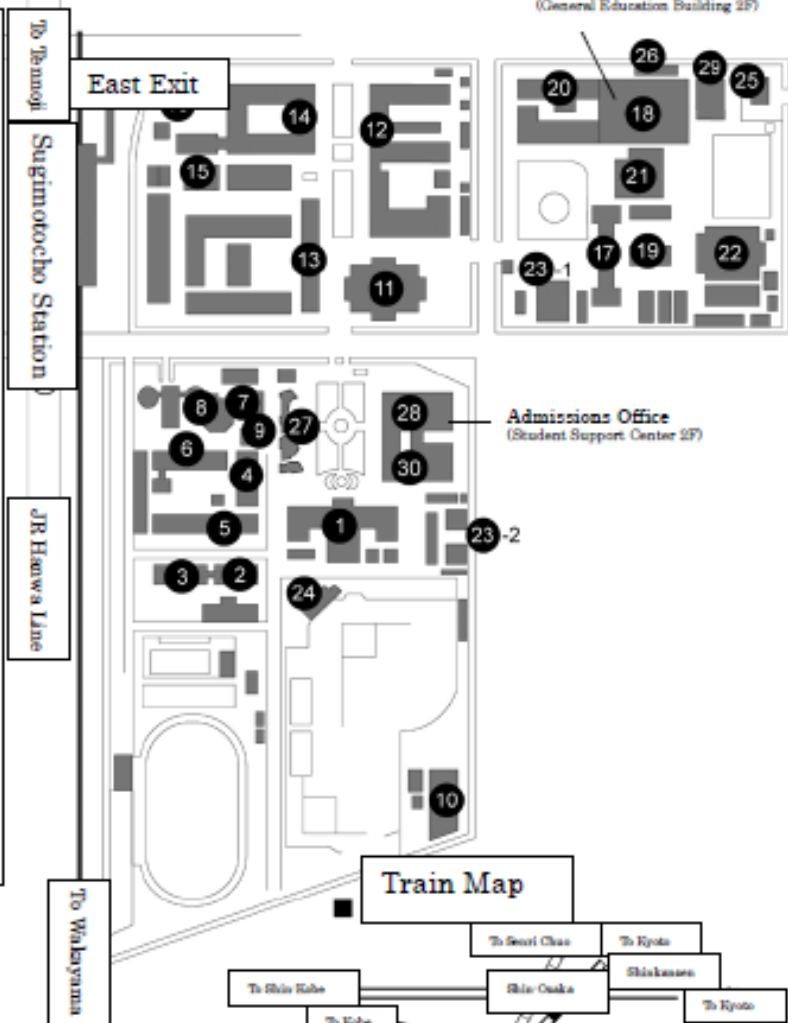 (General Education Building 2F)
To Tennoji
East Exit
26
29
25
20
14
18
12
15
21
Sugimotocho Station
13
17
19
22
23-1
11
8
7
28
9
27
Admissions Office
(Student Support Center 2F)
6
4
30
5
1
23-2
JR Hanwa Line
3
2
24
10
Train Map
To Wakayama
To Senri Chuo
To Kyoto
Shinkansen
To Shin Kobe
Shin-Osaka
To Kyoto
To Kobe